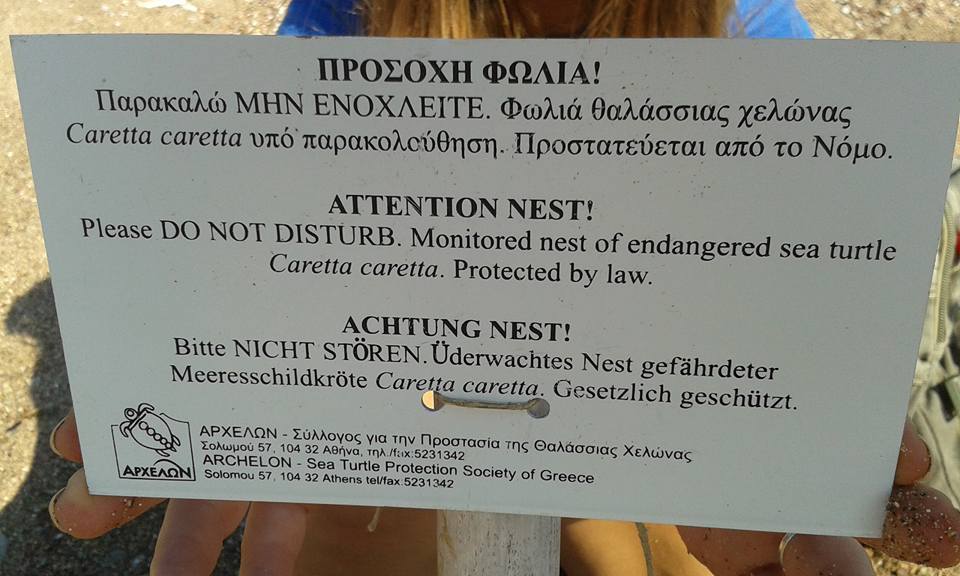 ΠΡΟΣΟΧΗ ΦΩΛΙΑ!
Παρακαλώ ΜΗΝ ΕΝΟΧΛΕΙΤΕ. Φωλιά θαλάσσιας χελώνας
Caretta caretta υπό παρακολούθηση. Προστατεύεται από το Νόμο.
ATTENTION NEST!
Please DO NOT DISTURB. Monitored nest of endangered sea turtle
Caretta caretta. Protected by law.
ACHTUNG NEST!
Bitte NICHT STÖREN. Üderwachtes Nest gefährdeter
Meeresschildkröte Caretta caretta. Gesetzlich geschützt.
ΑΡΧΕΛΩΝ
ΑΡΧΕΛΩΝ - Σύλλογος για την Προστασία της Θαλάσσιας Χελώνας
Σολωμού 57, 104 32 Αθήνα, τηλ./fax:5231342
ARCHELON - Sea Turtle Protection Society of Greece
Solomou 57, 104 32 Athens tel/fax:5231342